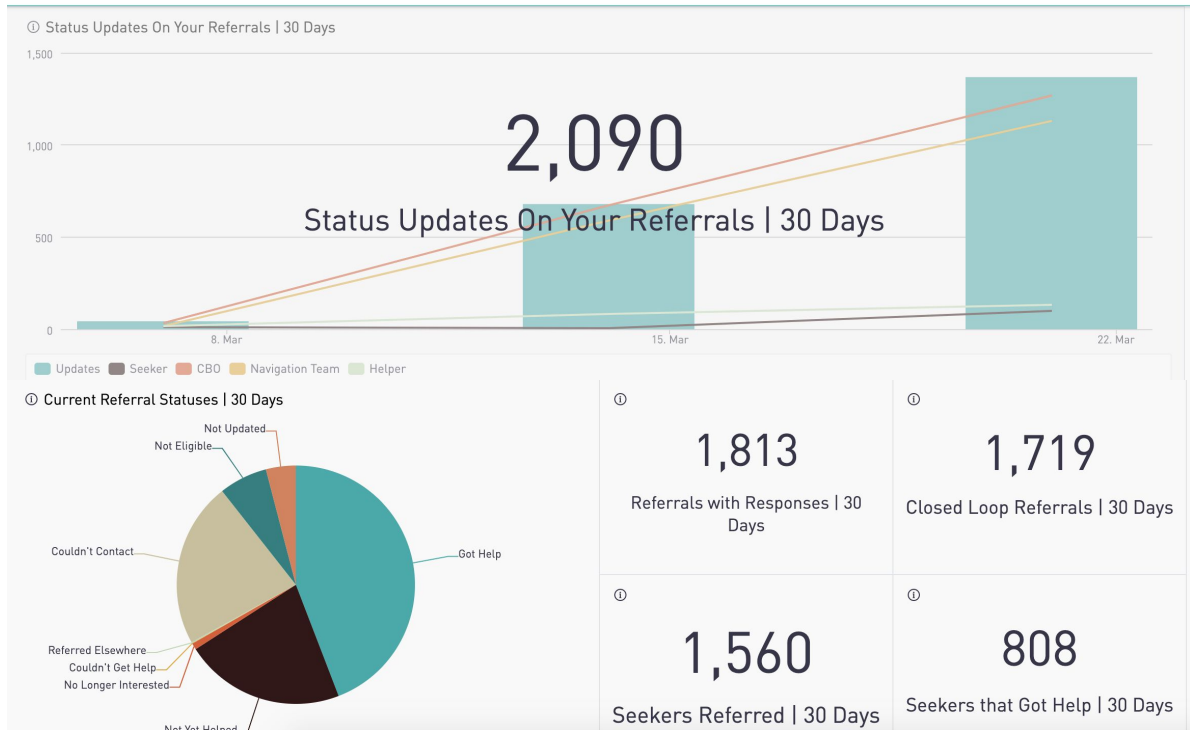 ⓘ Status Updates On Your Referrals | 30 Days
1,500
1,000
500
0
2,090
Status Updates On Your Referrals | 30 Days
8. Mar
15. Mar
22. Mar
Updates
Seeker
CBO
Navigation Team
Helper
ⓘ Current Referral Statuses | 30 Days
Not Updated
Not Eligible
Couldn't Contact
Got Help
Referred Elsewhere
Couldn't Get Help
No Longer Interested
Not Yet Helped
ⓘ
1,813
Referrals with Responses | 30
Days
ⓘ
1,719
Closed Loop Referrals | 30 Days
ⓘ
1,560
Seekers Referred | 30 Days
ⓘ
808
Seekers that Got Help | 30 Days